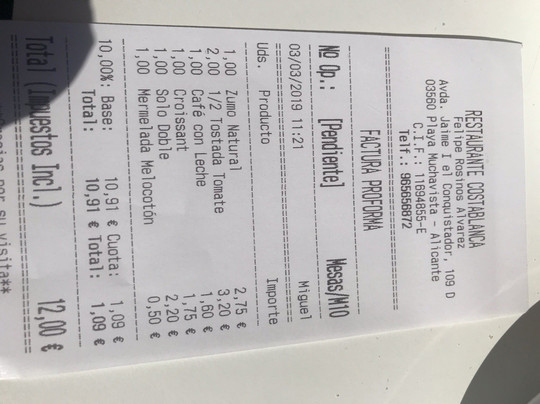 RESTAURANTE COSTABLANCA
Felipe Rosinos Alvarez
Avda. Jaime I el Conquistador, 109 D
03560 Playa Muchavista - Alicante
C.I.F.: 11694855-E
Telf.: 965656872
FACTURA PROFORMA
Nº Op.: [Pendiente] Mesas/M10
03/03/2019 11:21 Miguel
Uds. Producto Importe
1,00 Zumo Natural 2,75 €
2,00 1/2 Tostada Tomate 3,20 €
1,00 Café con Leche 1,60 €
1,00 Croissant 1,75 €
1,00 Solo Doble 2,20 €
1,00 Mermelada Melocotón 0,50 €
10,00%: Base: 10,91 € Cuota: 1,09 €
Total: 10,91 € Total: 1,09 €
Total (Impuestos Incl.) 12,00 €
por su visita**